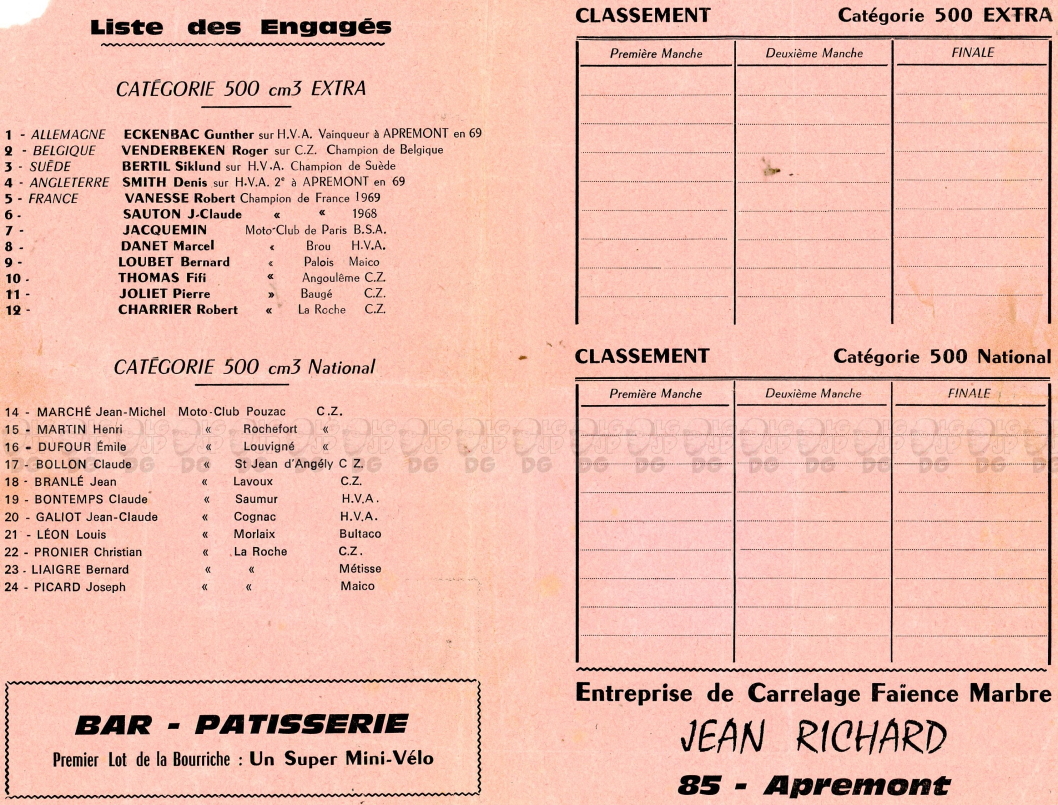 Liste des Engagés
CATÉGORIE 500 cm3 EXTRA
1 - ALLEMAGNE ECKENBAC Gunther sur H.V.A. Vainqueur à APREMONT en 69
2 - BELGIQUE VENDERBEKEN Roger sur C.Z. Champion de Belgique
3 - SUÈDE BERTIL Siklund sur H.V.A. Champion de Suède
4 - ANGLETERRE SMITH Denis sur H.V.A. 2e à APREMONT en 69
5 - FRANCE VANESSE Robert Champion de France 1969
6 - SAUTON J-Claude « « 1968
7 - JACQUEMIN Moto-Club de Paris B.S.A.
8 - DANET Marcel « Brou H.V.A.
9 - LOUBET Bernard « Palois Maico
10 - THOMAS Fifi « Angoulême C.Z.
11 - JOLIET Pierre » Baugé C.Z.
12 - CHARRIER Robert « La Roche C.Z.
CATÉGORIE 500 cm3 National
14 - MARCHÉ Jean-Michel Moto-Club Pouzac C.Z.
15 - MARTIN Henri « Rochefort «
16 - DUFOUR Émile « Louvigné «
17 - BOLLON Claude « St Jean d'Angély C Z.
18 - BRANLÉ Jean « Lavoux C.Z.
19 - BONTEMPS Claude « Saumur H.V.A.
20 - GALIOT Jean-Claude « Cognac H.V.A.
21 - LÉON Louis « Morlaix Bultaco
22 - PRONIER Christian « La Roche C.Z.
23 - LIAIGRE Bernard « « Métisse
24 - PICARD Joseph « « Maico
BAR - PATISSERIE
Premier Lot de la Bourriche : Un Super Mini-Vélo
CLASSEMENT Catégorie 500 EXTRA
Première Manche Deuxième Manche FINALE
CLASSEMENT Catégorie 500 National
Première Manche Deuxième Manche FINALE
Entreprise de Carrelage Faïence Marbre
JEAN RICHARD
85 - Apremont